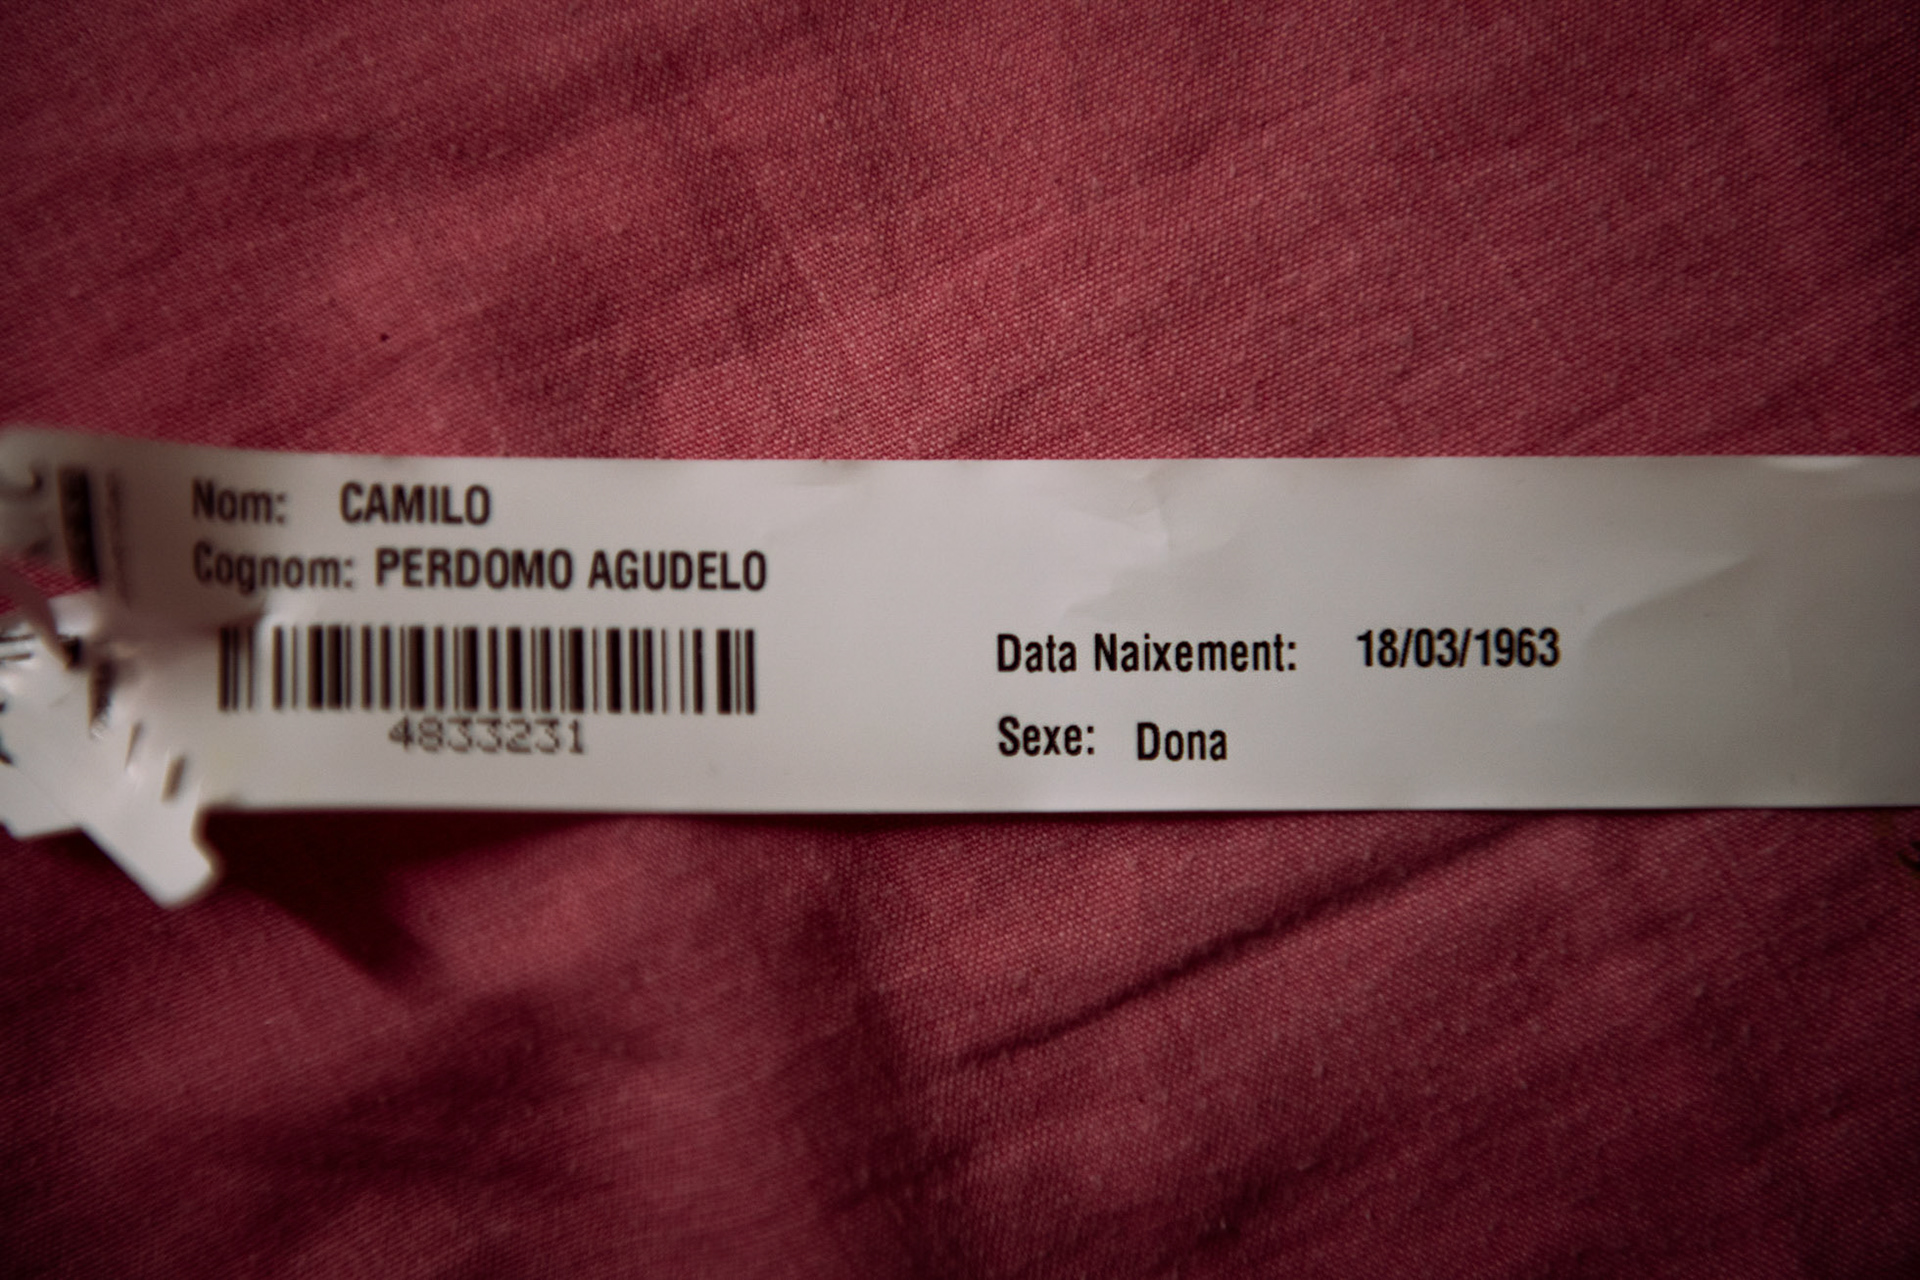 Nom: CAMILO
Cognom: PERDOMO AGUDELO
4833231
Data Naixement: 18/03/1963
Sexe: Dona